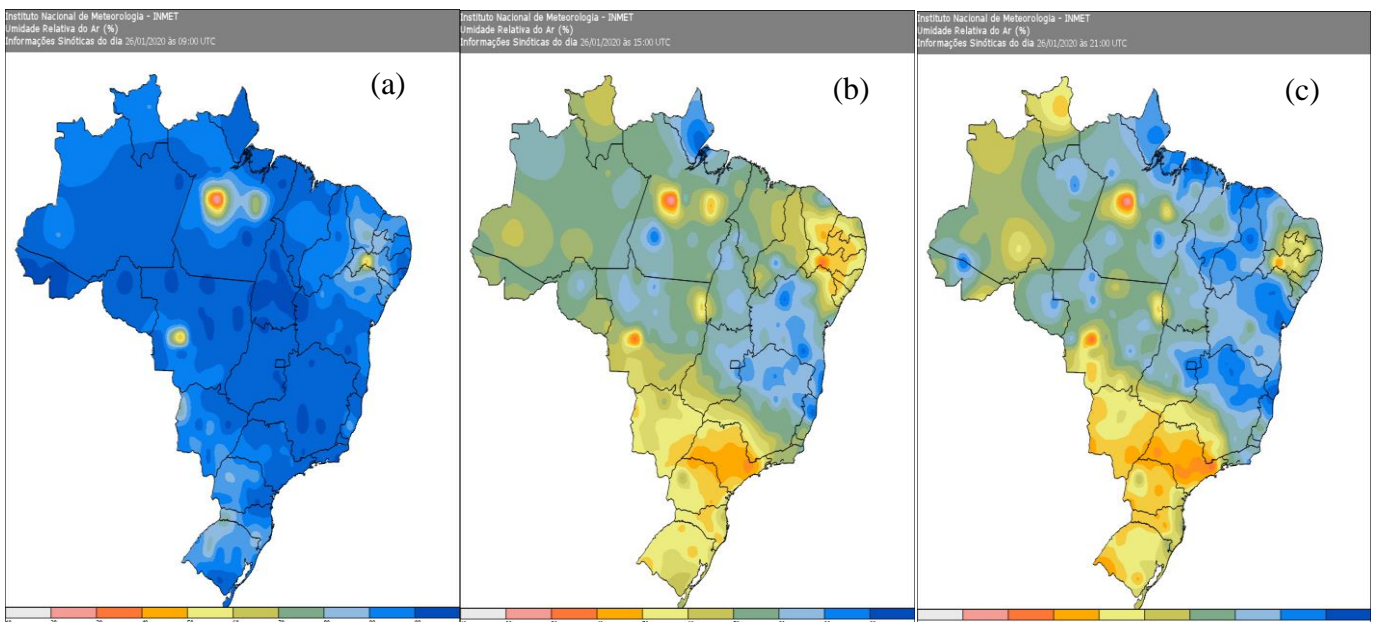 Instituto Nacional de Meteorologia - INMET
Umidade Relativa do Ar (%)
Informações Sinóticas do dia 26/01/2020 às 09:00 UTC
(a)
Instituto Nacional de Meteorologia - INMET
Umidade Relativa do Ar (%)
Informações Sinóticas do dia 26/01/2020 às 15:00 UTC
(b)
Instituto Nacional de Meteorologia - INMET
Umidade Relativa do Ar (%)
Informações Sinóticas do dia 26/01/2020 às 21:00 UTC
(c)